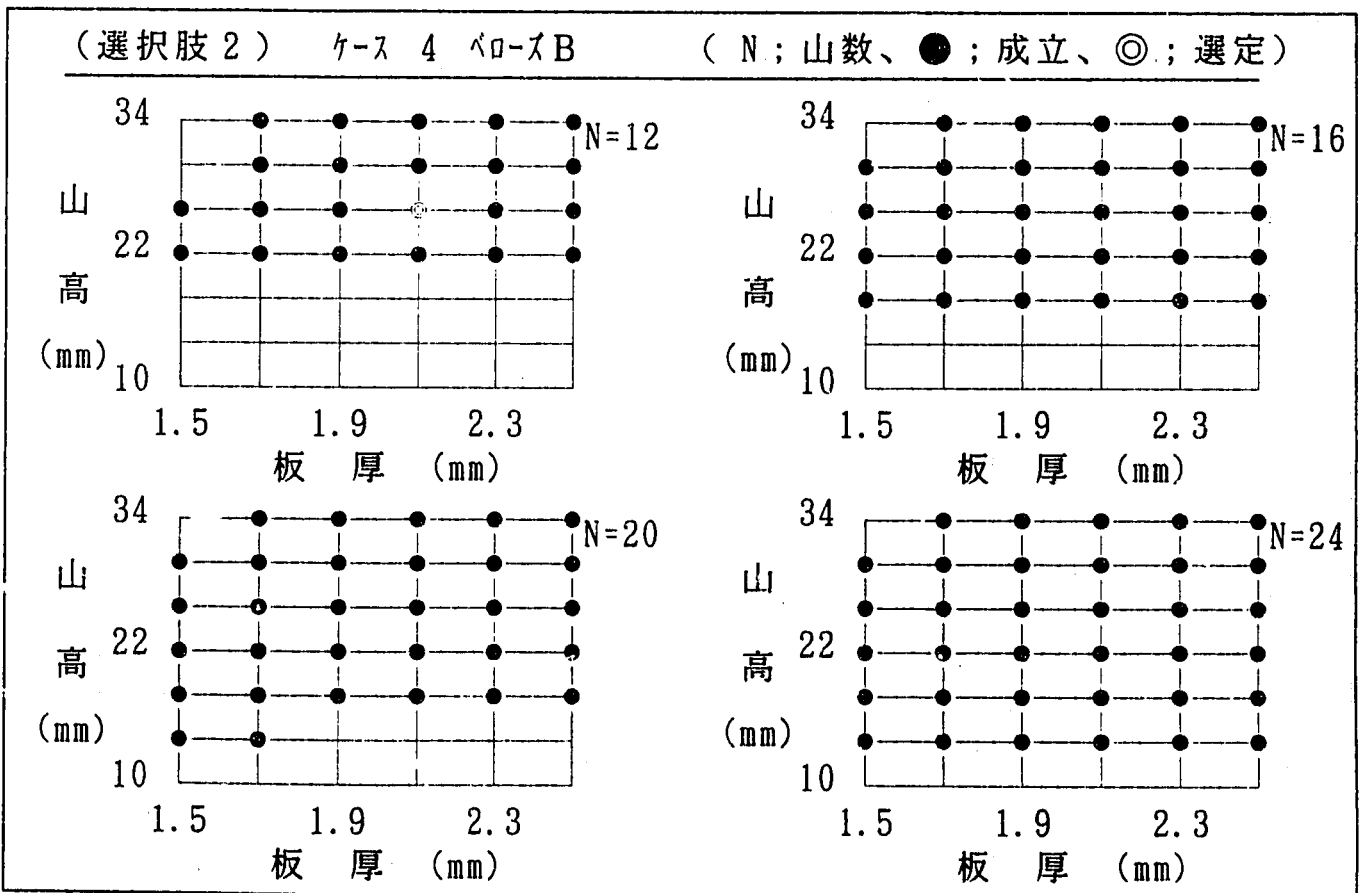 (選択肢2) ケース 4 ベローズB (N;山数、●;成立、◎;選定)
34
N=12
山
22
高
(mm)
10
1.5 1.9 2.3
板 厚 (mm)
34
N=16
山
22
高
(mm)
10
1.5 1.9 2.3
板 厚 (mm)
34
N=20
山
22
高
(mm)
10
1.5 1.9 2.3
板 厚 (mm)
34
N=24
山
22
高
(mm)
10
1.5 1.9 2.3
板 厚 (mm)